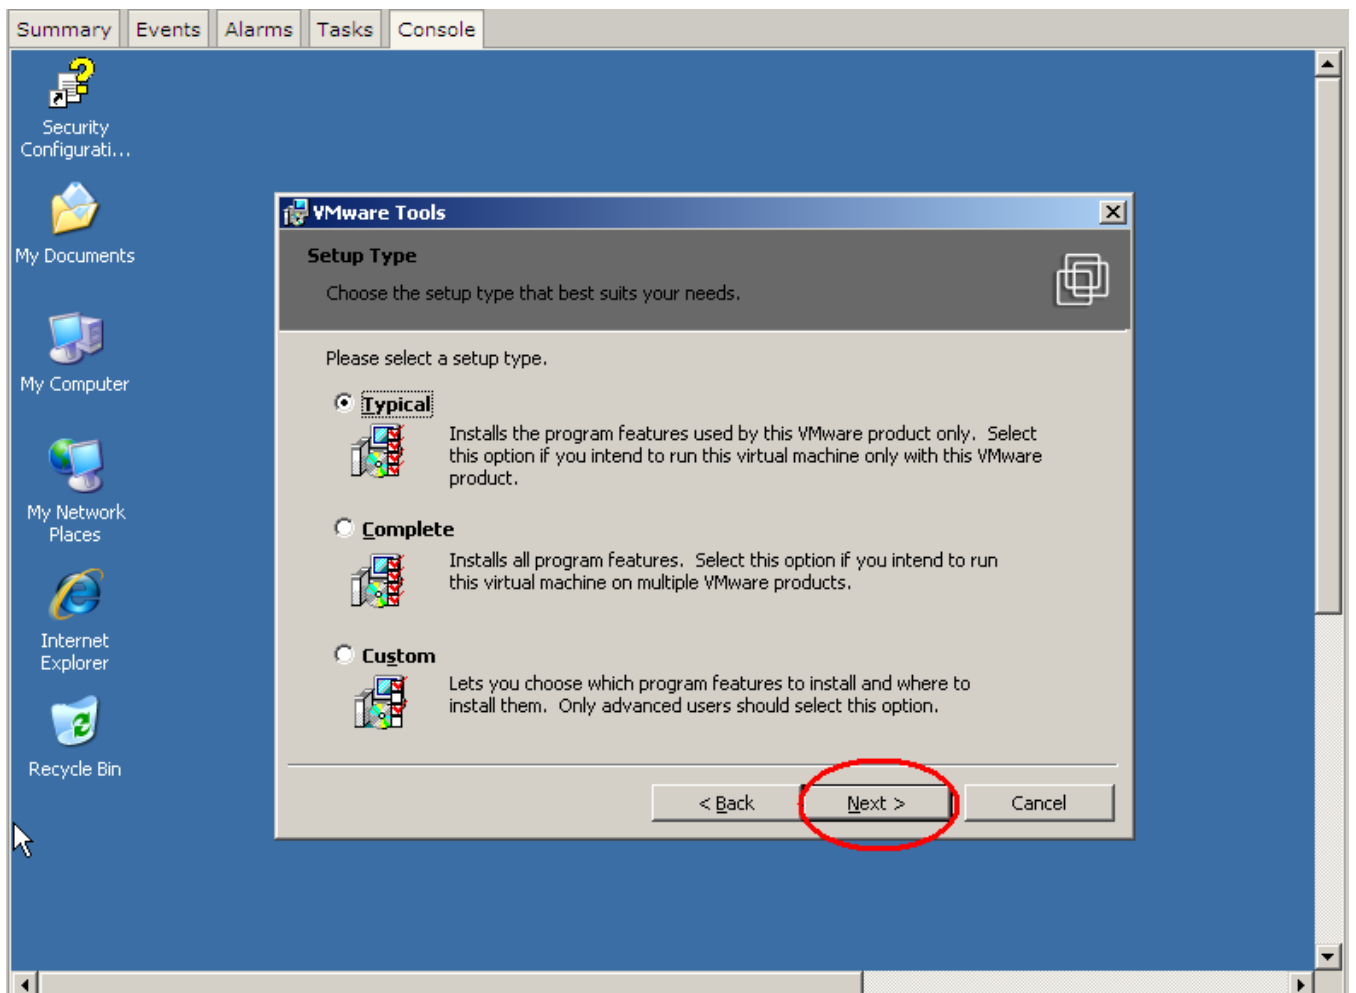 Summary Events Alarms Tasks Console
Security
Configurati...
My Documents
My Computer
My Network
Places
Internet
Explorer
Recycle Bin
VMware Tools
Setup Type
Choose the setup type that best suits your needs.
Please select a setup type.
Typical
Installs the program features used by this VMware product only. Select
this option if you intend to run this virtual machine only with this VMware
product.
Complete
Installs all program features. Select this option if you intend to run
this virtual machine on multiple VMware products.
Custom
Lets you choose which program features to install and where to
install them. Only advanced users should select this option.
< Back Next > Cancel